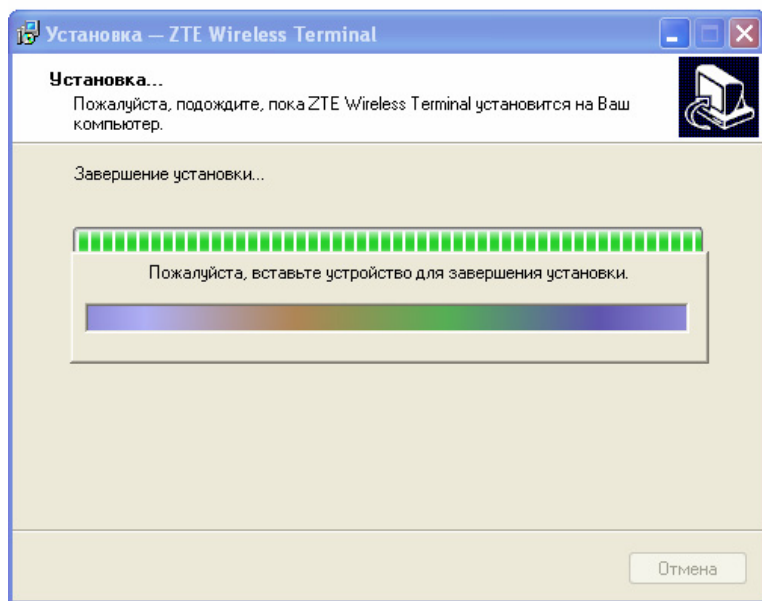 Установка — ZTE Wireless Terminal
Установка...
Пожалуйста, подождите, пока ZTE Wireless Terminal установится на Ваш
компьютер.
Завершение установки...
Пожалуйста, вставьте устройство для завершения установки.
Отмена